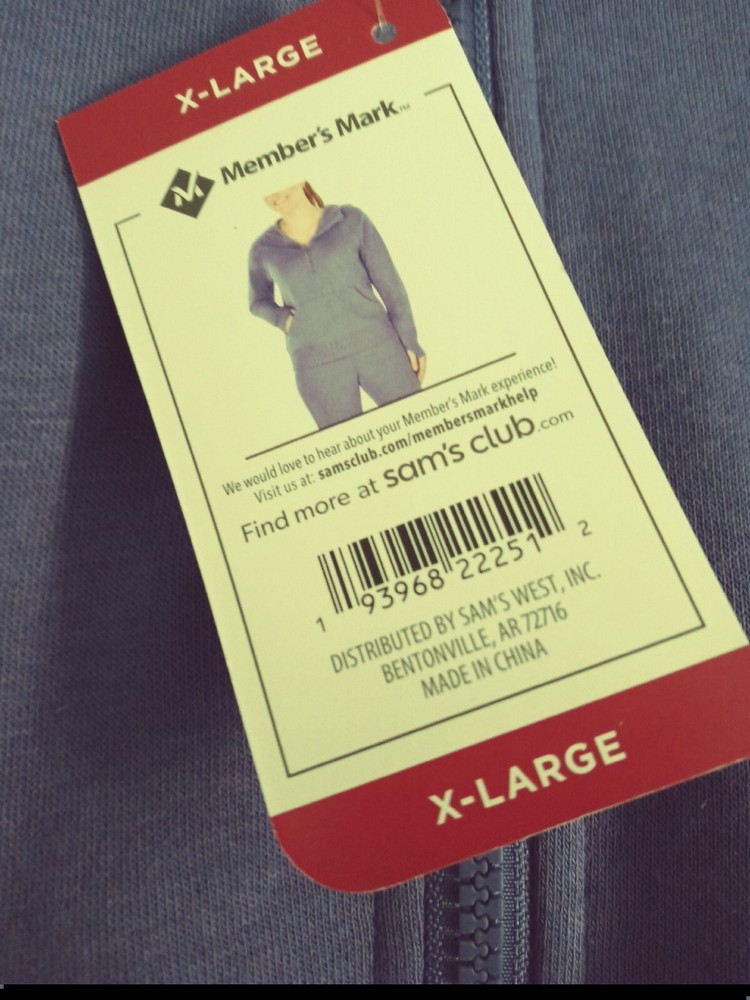 X-LARGE
Member's Mark™
We would love to hear about your Member's Mark experience!
Visit us at: samsclub.com/membersmarkhelp
Find more at sam's club.com
1 93968 22251 2
DISTRIBUTED BY SAM'S WEST, INC.
BENTONVILLE, AR 72716
MADE IN CHINA
X-LARGE